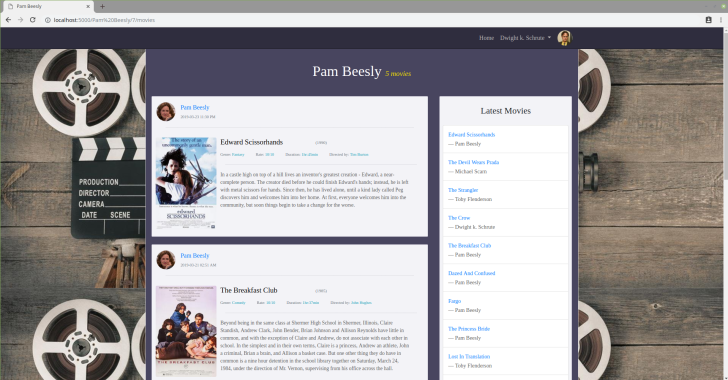 Pam Beesly
localhost:5000/Pam%20Beesly/7/movies
Home Dwight k. Schrute
Pam Beesly 5 movies
Pam Beesly
The story of an
uncommonly gentle man.
edward
SCISSORHANDS
Edward Scissorhands (1990)
Genre: Fantasy Rate: 10/10 Duration: 1hr 45min Directed by: Tim Burton
In a castle high on top of a hill lives an inventor's greatest creation - Edward, a near-
complete person. The creator died before he could finish Edward's hands; instead, he is left
with metal scissors for hands. Since then, he has lived alone, until a kind lady called Peg
discovers him and welcomes him into her home. At first, everyone welcomes him into the
community, but soon things begin to take a change for the worse.
Pam Beesly
The Breakfast Club (1985)
Genre: Comedy Rate: 10/10 Duration: 1hr 37min Directed by: John Hughes
Beyond being in the same class at Shermer High School in Shermer, Illinois, Claire
Standish, Andrew Clark, John Bender, Brian Johnson and Allison Reynolds have little in
common, and with the exception of Claire and Andrew, do not associate with each other in
school. In the simplest and in their own terms, Claire is a princess, Andrew an athlete, John
a criminal, Brian a brain, and Allison a basket case. But one other thing they do have in
common is a nine hour detention in the school library together on Saturday, March 24,
1984, under the direction of Mr. Vernon, supervising from his office across the hall.
THE BREAKFAST CLUB
Latest Movies
Edward Scissorhands
— Pam Beesly
The Devil Wears Prada
— Michael Scarn
The Strangler
— Toby Flenderson
The Crow
— Dwight k. Schrute
The Breakfast Club
— Pam Beesly
Dazed And Confused
— Pam Beesly
Fargo
— Pam Beesly
The Princess Bride
— Pam Beesly
Lost In Translation
— Toby Flenderson
PRODUCTION
DIRECTOR
CAMERA
DATE SCENE